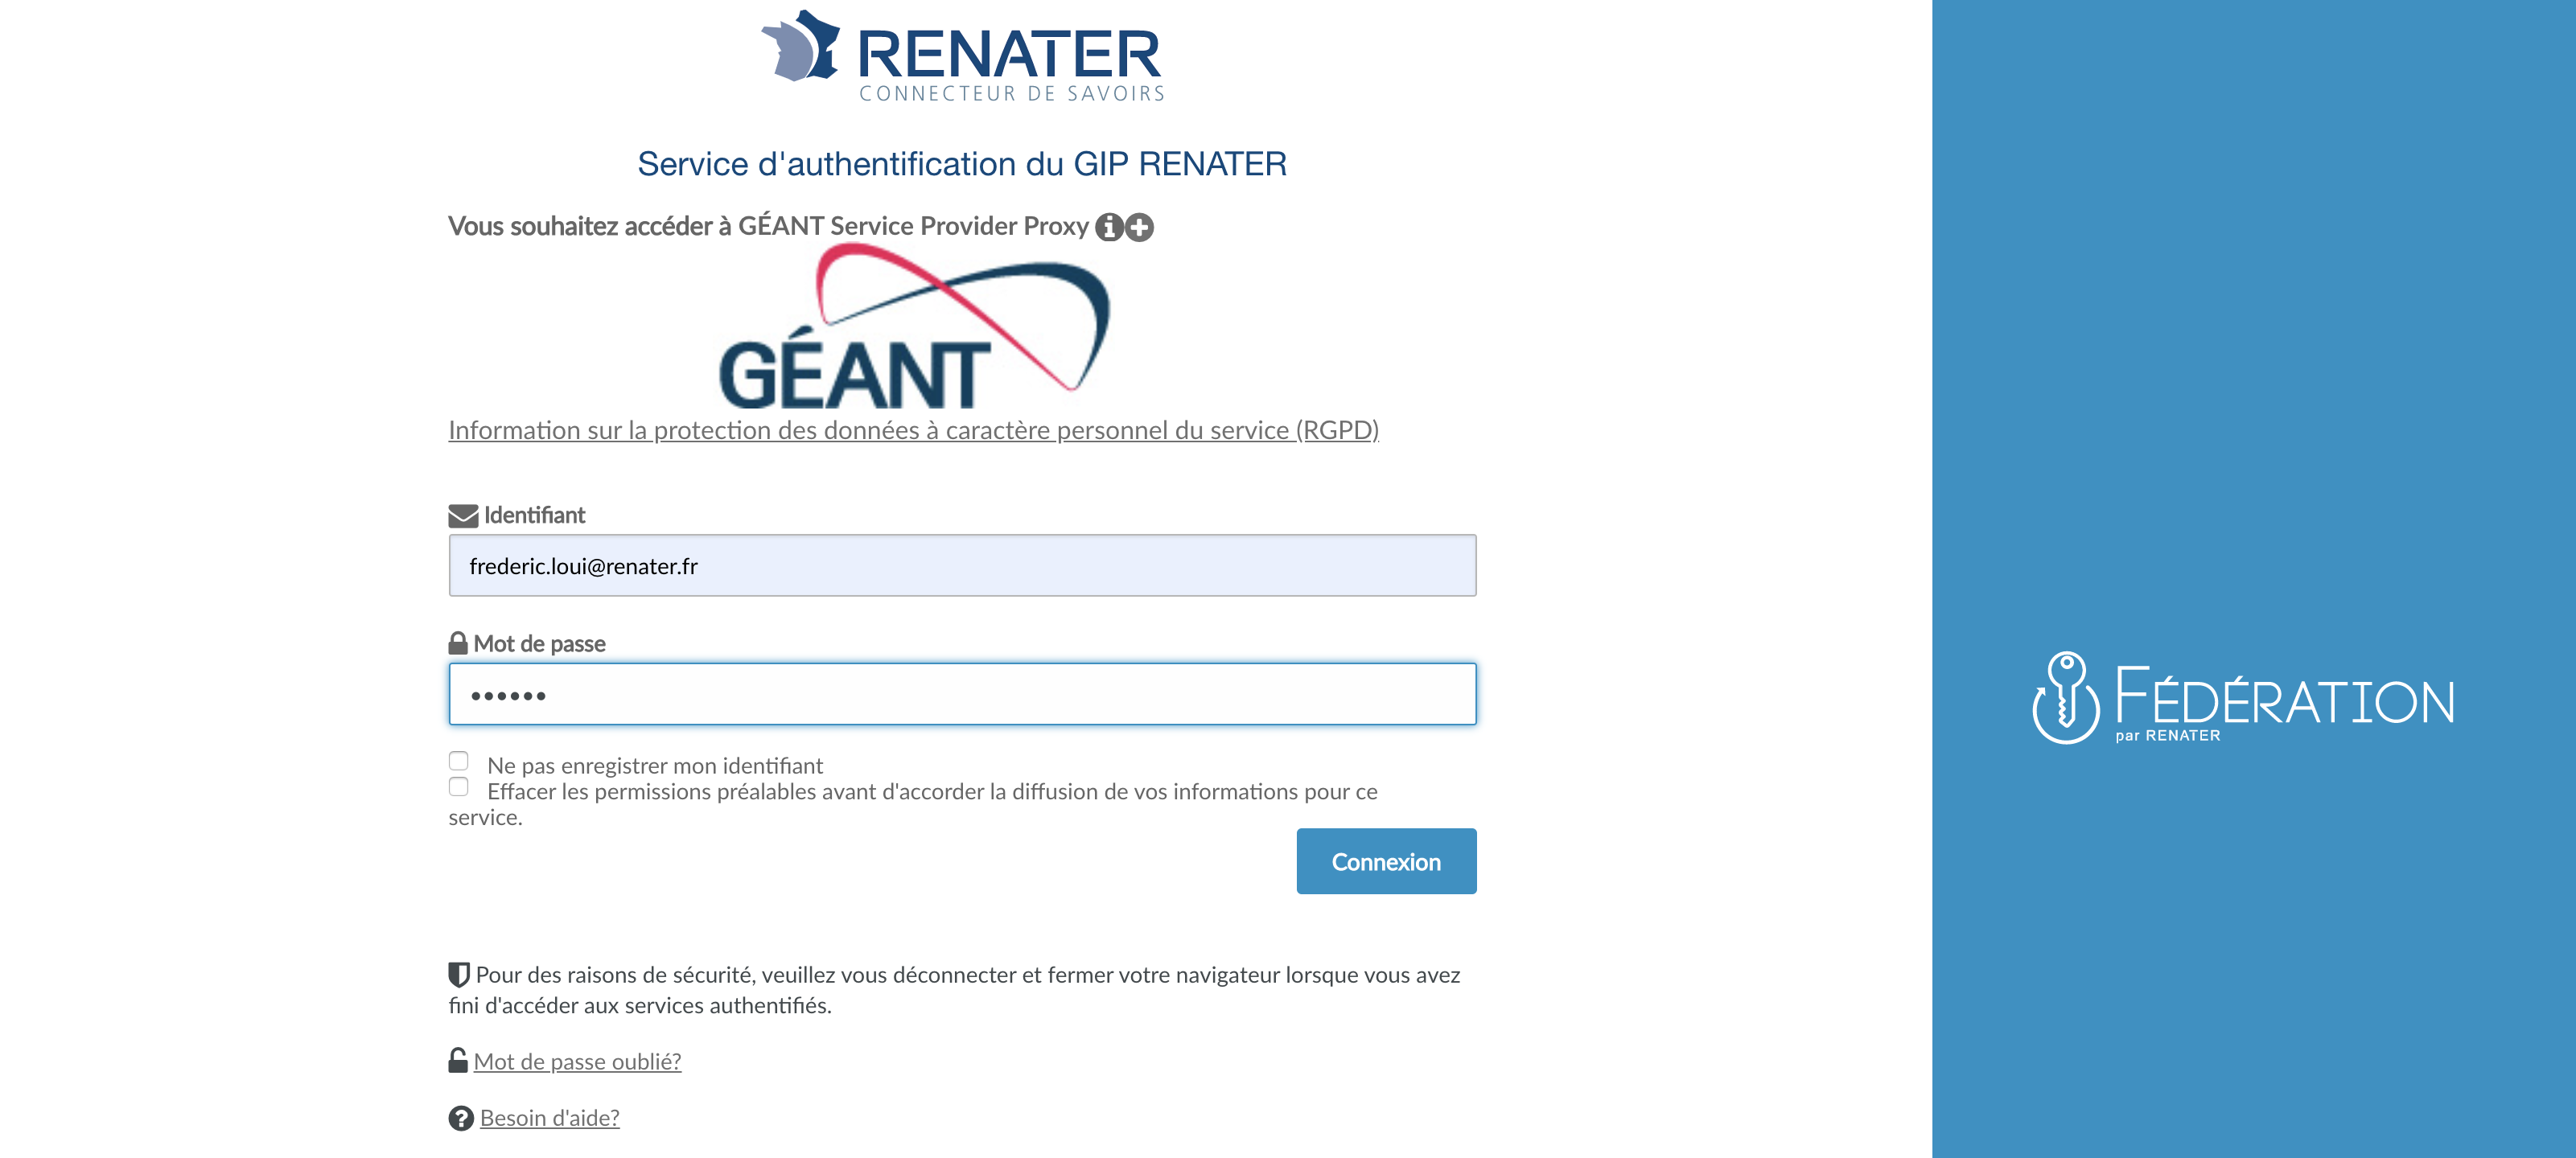 RENATER
CONNECTEUR DE SAVOIRS
Service d'authentification du GIP RENATER
Vous souhaitez accéder à GÉANT Service Provider Proxy
GÉANT
Information sur la protection des données à caractère personnel du service (RGPD)
Identifiant
frederic.loui@renater.fr
Mot de passe
••••••
Ne pas enregistrer mon identifiant
Effacer les permissions préalables avant d'accorder la diffusion de vos informations pour ce
service.
Connexion
Pour des raisons de sécurité, veuillez vous déconnecter et fermer votre navigateur lorsque vous avez
fini d'accéder aux services authentifiés.
Mot de passe oublié?
Besoin d'aide?
FÉDÉRATION
par RENATER